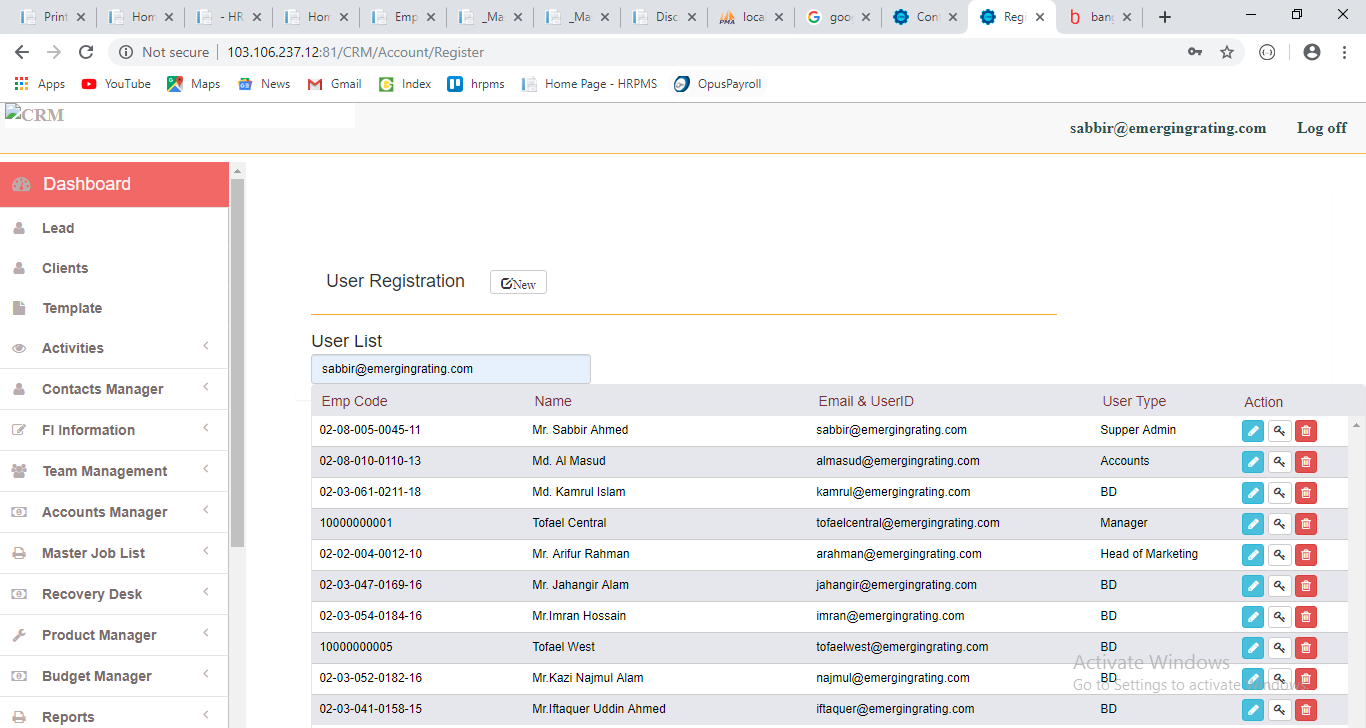 Print
Hom
- HR
Hom
Emp
_Ma
_Ma
Disc
loca
goo
Con
Regi
bang
Not secure 103.106.237.12:81/CRM/Account/Register
Apps YouTube Maps News Gmail Index hrpms Home Page - HRPMS OpusPayroll
CRM
sabbir@emergingrating.com Log off
Dashboard
Lead
Clients
Template
Activities
Contacts Manager
FI Information
Team Management
Accounts Manager
Master Job List
Recovery Desk
Product Manager
Budget Manager
Reports
User Registration New
User List
sabbir@emergingrating.com
Emp Code Name Email & UserID User Type Action
02-08-005-0045-11 Mr. Sabbir Ahmed sabbir@emergingrating.com Supper Admin
02-08-010-0110-13 Md. Al Masud almasud@emergingrating.com Accounts
02-03-061-0211-18 Md. Kamrul Islam kamrul@emergingrating.com BD
10000000001 Tofael Central tofaelcentral@emergingrating.com Manager
02-02-004-0012-10 Mr. Arifur Rahman arahman@emergingrating.com Head of Marketing
02-03-047-0169-16 Mr. Jahangir Alam jahangir@emergingrating.com BD
02-03-054-0184-16 Mr.Imran Hossain imran@emergingrating.com BD
10000000005 Tofael West tofaelwest@emergingrating.com BD
02-03-052-0182-16 Mr.Kazi Najmul Alam najmul@emergingrating.com BD
02-03-041-0158-15 Mr.Iftaquer Uddin Ahmed iftaquer@emergingrating.com BD
Activate Windows
Go to Settings to activate Windows.